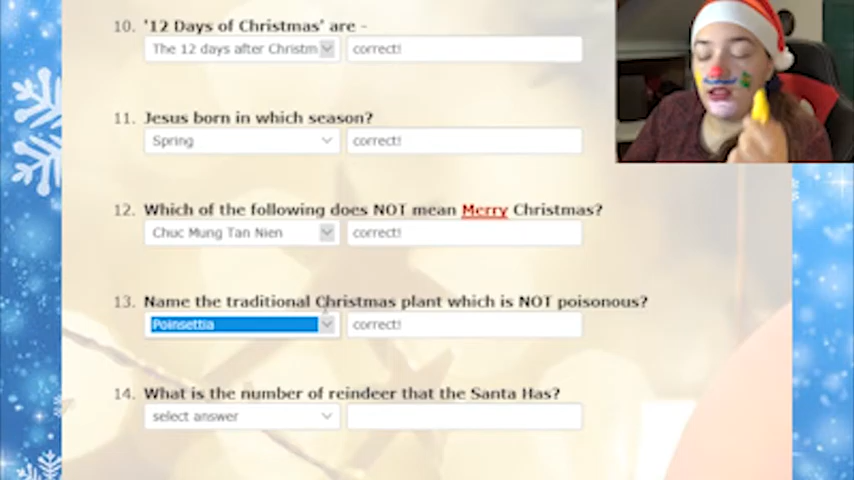 10. '12 Days of Christmas' are -
The 12 days after Christm correct!
11. Jesus born in which season?
Spring correct!
12. Which of the following does NOT mean Merry Christmas?
Chuc Mung Tan Nien correct!
13. Name the traditional Christmas plant which is NOT poisonous?
Poinsettia correct!
14. What is the number of reindeer that the Santa Has?
select answer